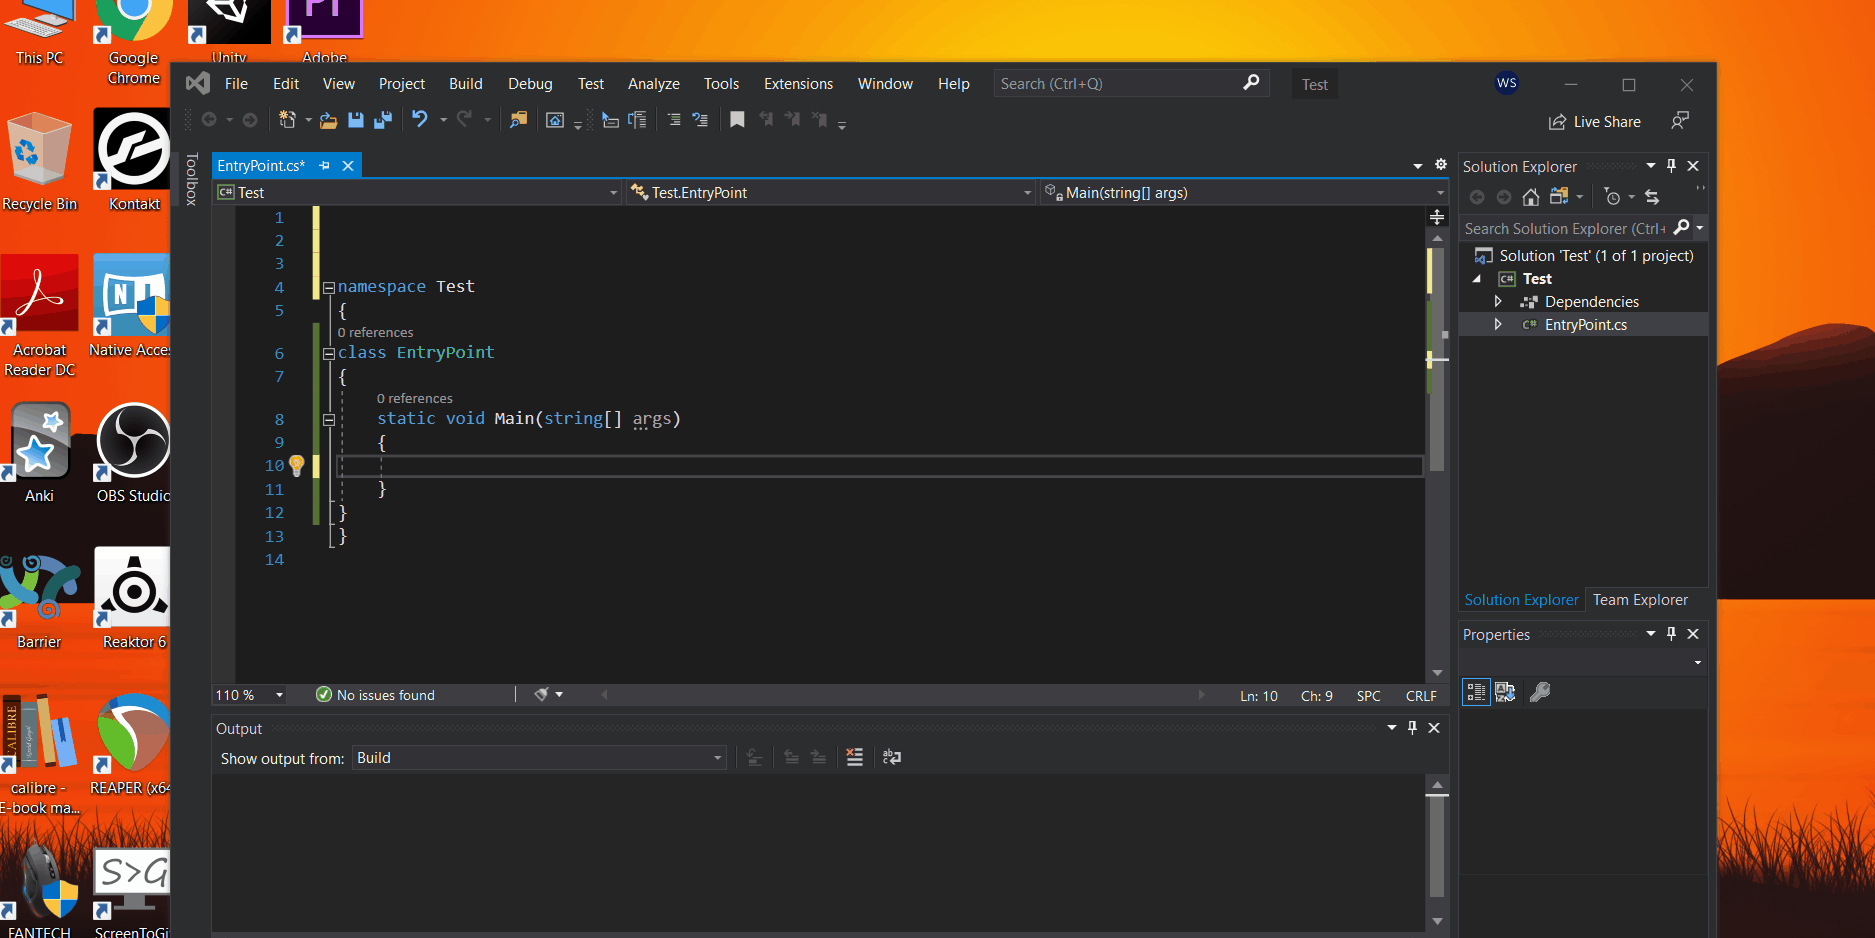 This PC
Google
Chrome
Unity
Adobe
Recycle Bin
Kontakt
Acrobat
Reader DC
Native Acces
Anki
OBS Studio
Barrier
Reaktor 6
CALIBRE
calibre -
E-book ma...
REAPER (x64
S>G
FANTECH
ScreenToGi
File Edit View Project Build Debug Test Analyze Tools Extensions Window Help Search (Ctrl+Q) Test WS
Live Share
Toolbox
EntryPoint.cs*
C# Test Test.EntryPoint Main(string[] args)
1
2
3
4 namespace Test
5 {
0 references
6 class EntryPoint
7 {
0 references
8 static void Main(string[] args)
9 {
10
11 }
12 }
13 }
14
110 % No issues found Ln: 10 Ch: 9 SPC CRLF
Output
Show output from: Build
Solution Explorer
Search Solution Explorer (Ctrl+
Solution 'Test' (1 of 1 project)
C# Test
Dependencies
C# EntryPoint.cs
Solution Explorer Team Explorer
Properties